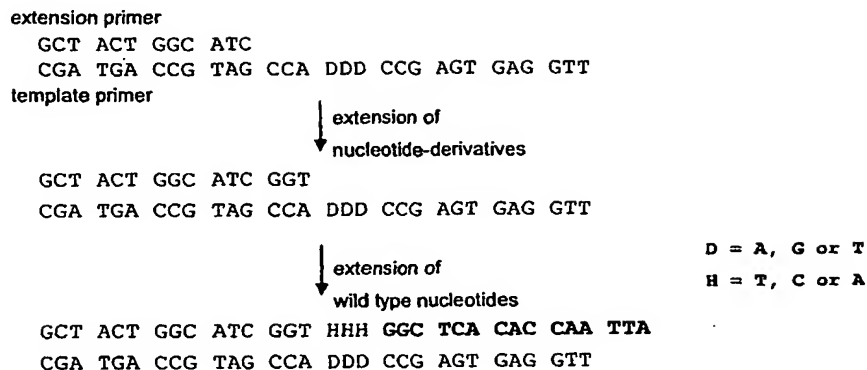 extension primer
GCT ACT GGC ATC
CGA TGA CCG TAG CCA DDD CCG AGT GAG GTT
template primer
extension of
nucleotide-derivatives
GCT ACT GGC ATC GGT
CGA TGA CCG TAG CCA DDD CCG AGT GAG GTT
D = A, G or T
H = T, C or A
extension of
wild type nucleotides
GCT ACT GGC ATC GGT HHH GGC TCA CAC CAA TTA
CGA TGA CCG TAG CCA DDD CCG AGT GAG GTT